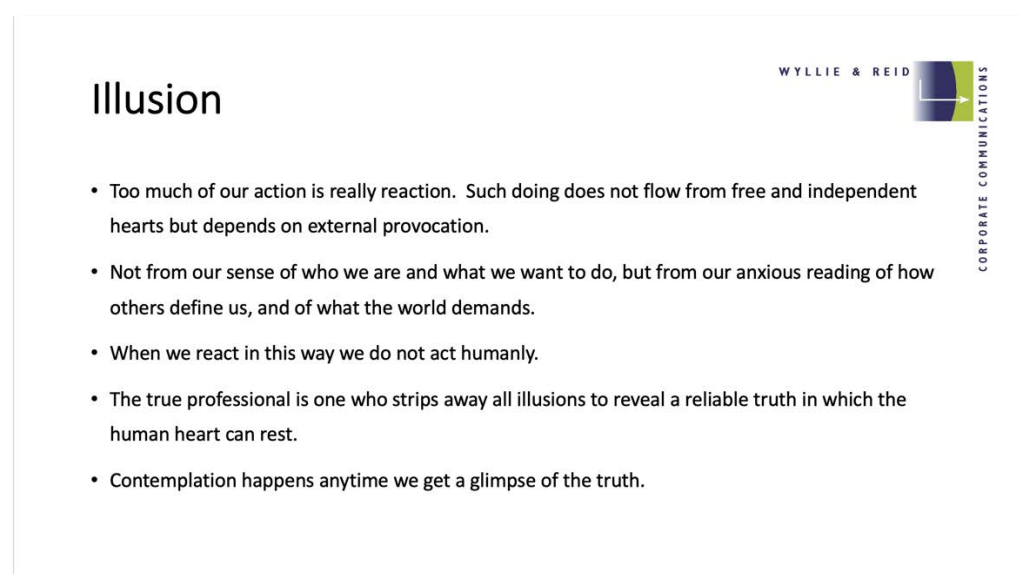 WYLLIE & REID
CORPORATE COMMUNICATIONS
Illusion
• Too much of our action is really reaction.  Such doing does not flow from free and independent
hearts but depends on external provocation.
• Not from our sense of who we are and what we want to do, but from our anxious reading of how
others define us, and of what the world demands.
• When we react in this way we do not act humanly.
• The true professional is one who strips away all illusions to reveal a reliable truth in which the
human heart can rest.
• Contemplation happens anytime we get a glimpse of the truth.